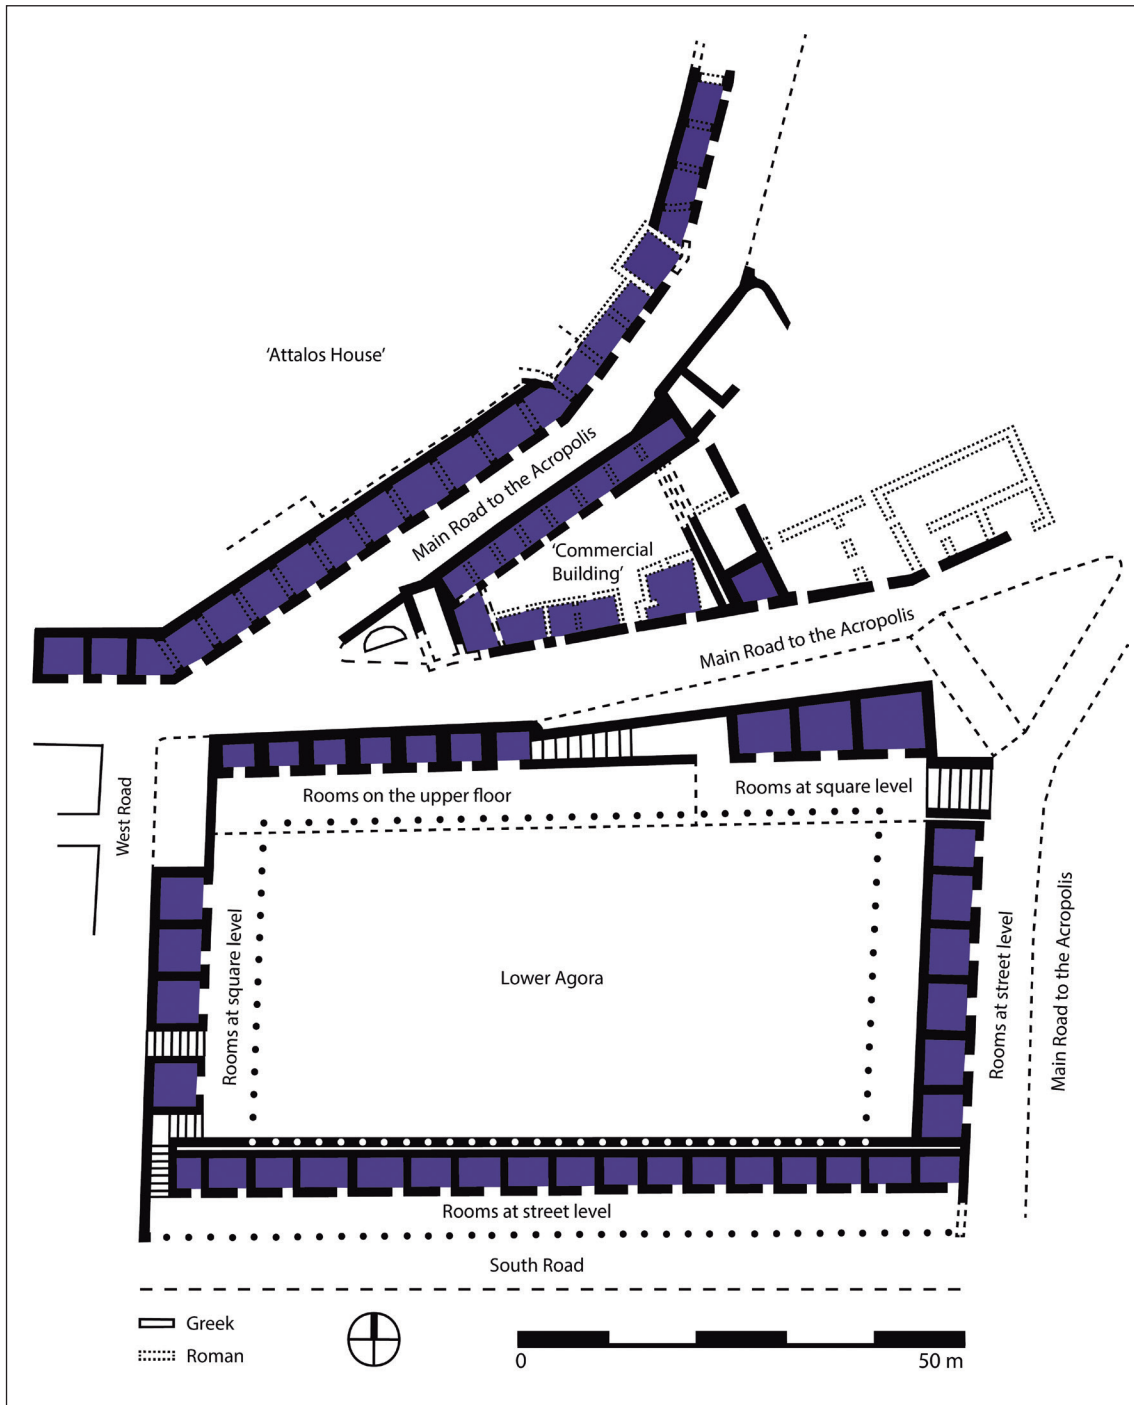 'Attalos House'
Main Road to the Acropolis
'Commercial
Building'
Main Road to the Acropolis
West Road
Rooms on the upper floor
Rooms at square level
Rooms at square level
Lower Agora
Rooms at street level
Main Road to the Acropolis
Rooms at street level
South Road
Greek
Roman
0
50 m